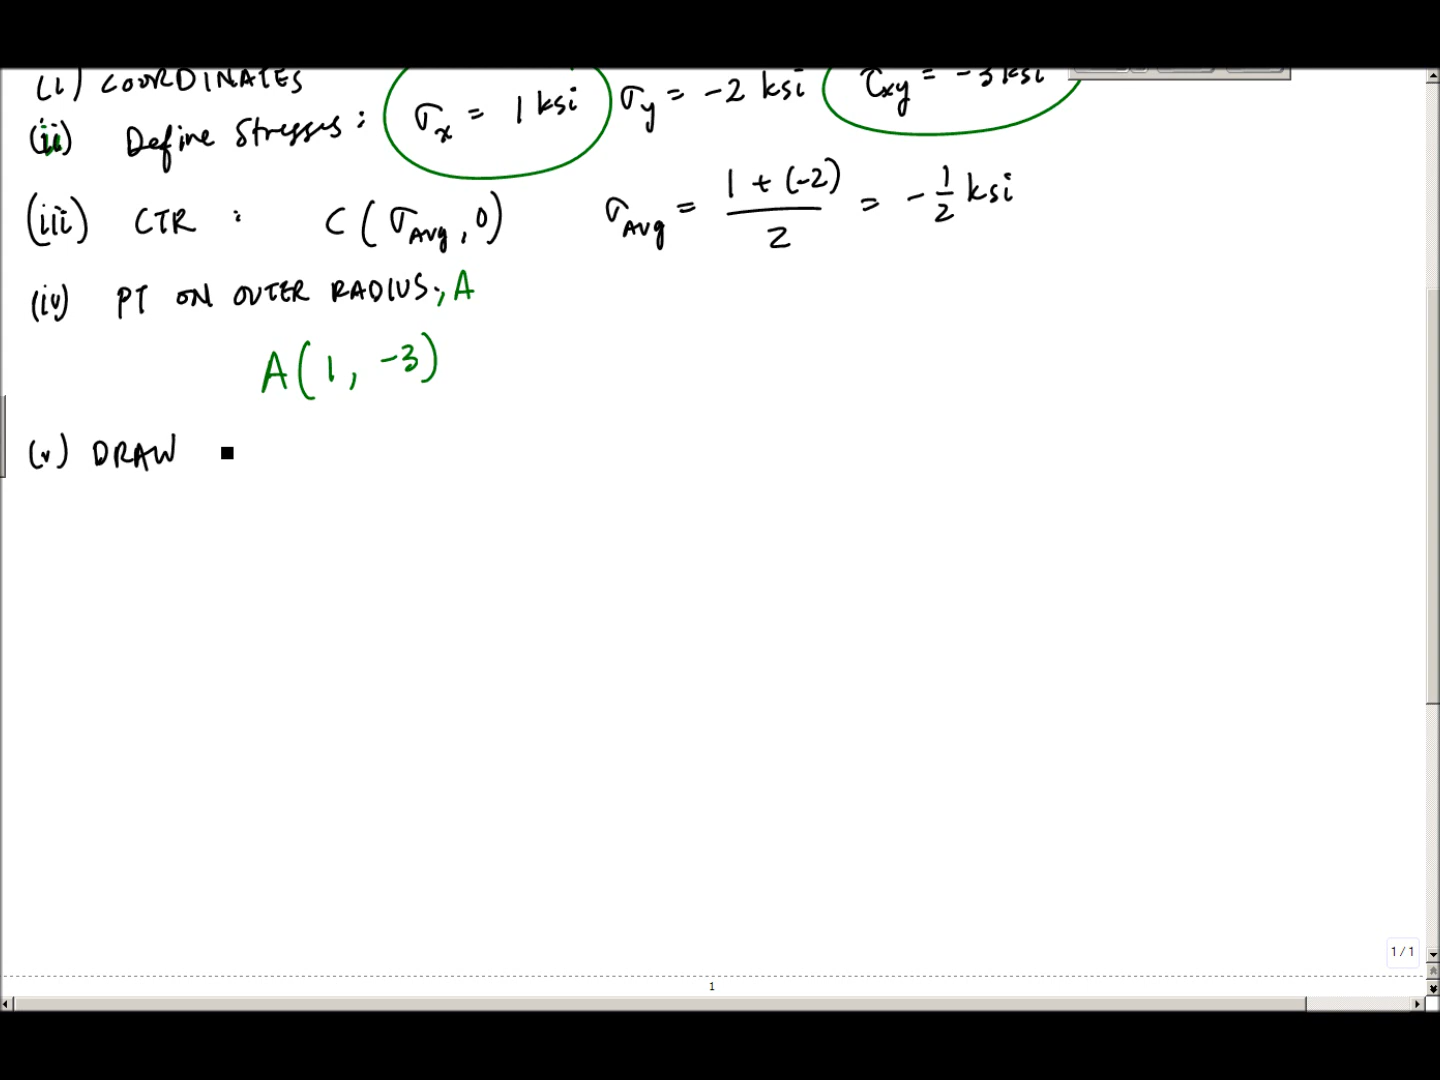 (i) COORDINATES
(ii) Define Stresses: σx = 1 ksi σy = -2 ksi τxy = -3 ksi
(iii) CTR : C(σAvg, 0) σAvg = 1 + (-2) / 2 = - 1/2 ksi
(iv) PT ON OUTER RADIUS, A
A(1, -3)
(v) DRAW
1 / 1
1